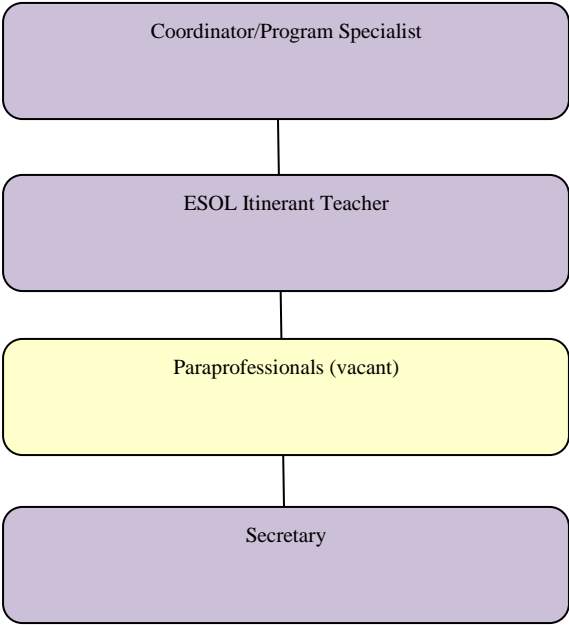 Coordinator/Program Specialist
ESOL Itinerant Teacher
Paraprofessionals (vacant)
Secretary